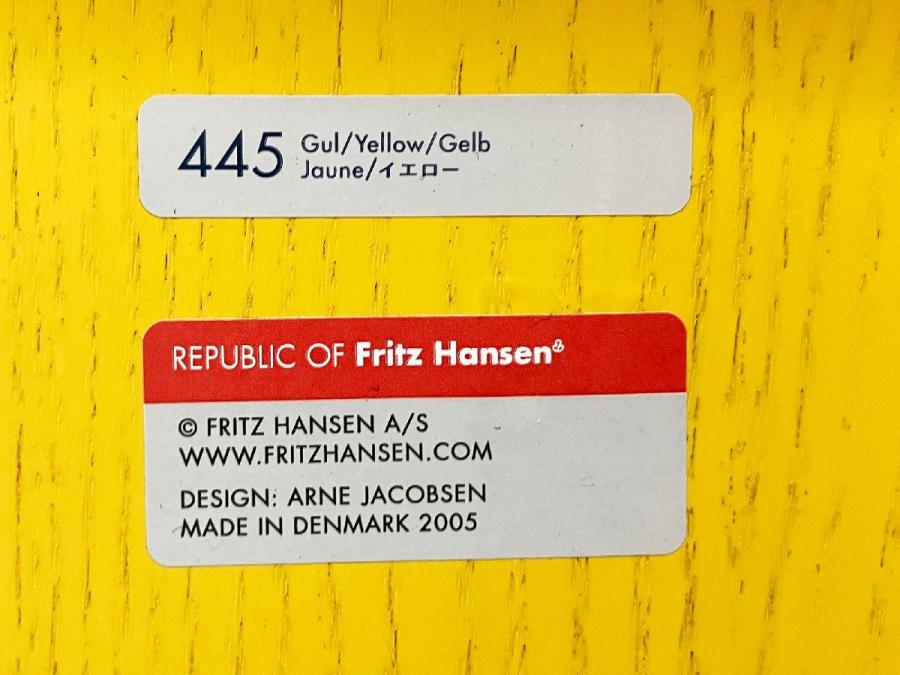 445 Gul/Yellow/Gelb
Jaune/イエロー
REPUBLIC OF Fritz Hansen
© FRITZ HANSEN A/S
WWW.FRITZHANSEN.COM
DESIGN: ARNE JACOBSEN
MADE IN DENMARK 2005